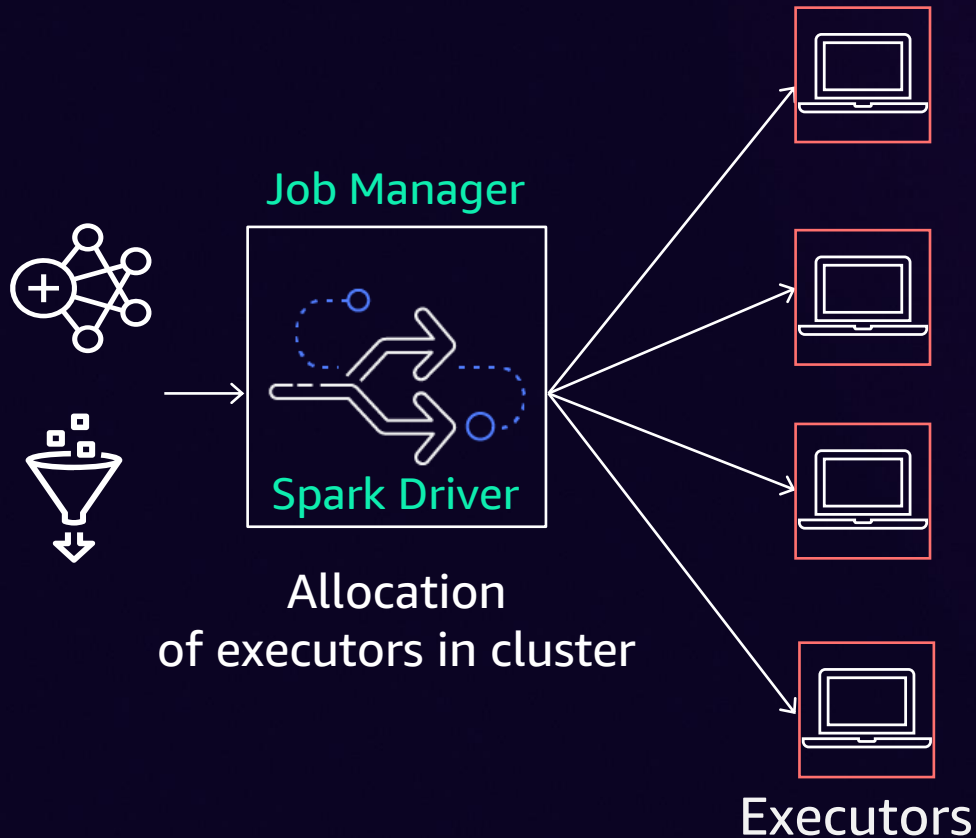 Job Manager
Spark Driver
Allocation
of executors in cluster
Executors